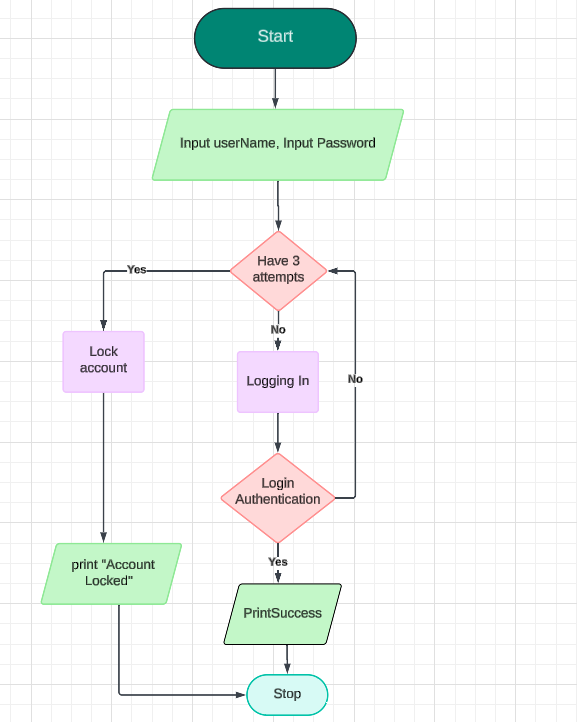 Start
Input userName, Input Password
Have 3
attempts
Yes
No
Lock
account
Logging In
No
Login
Authentication
Yes
print "Account
Locked"
PrintSuccess
Stop